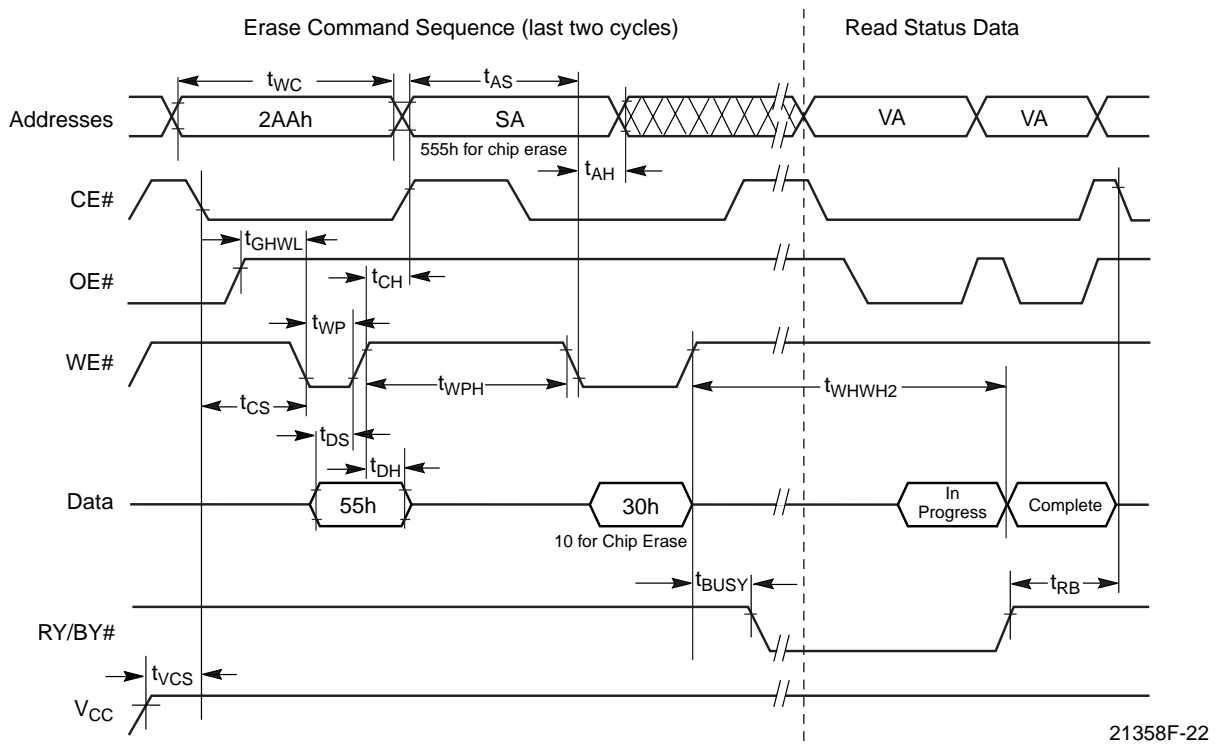 Erase Command Sequence (last two cycles)
Read Status Data
tWC
tAS
Addresses
2AAh
SA
VA
VA
555h for chip erase
tAH
CE#
tGHWL
OE#
tCH
tWP
WE#
tWPH
tWHWH2
tCS
tDS
tDH
Data
55h
30h
In
Progress
Complete
10 for Chip Erase
tBUSY
tRB
RY/BY#
tVCS
VCC
21358F-22